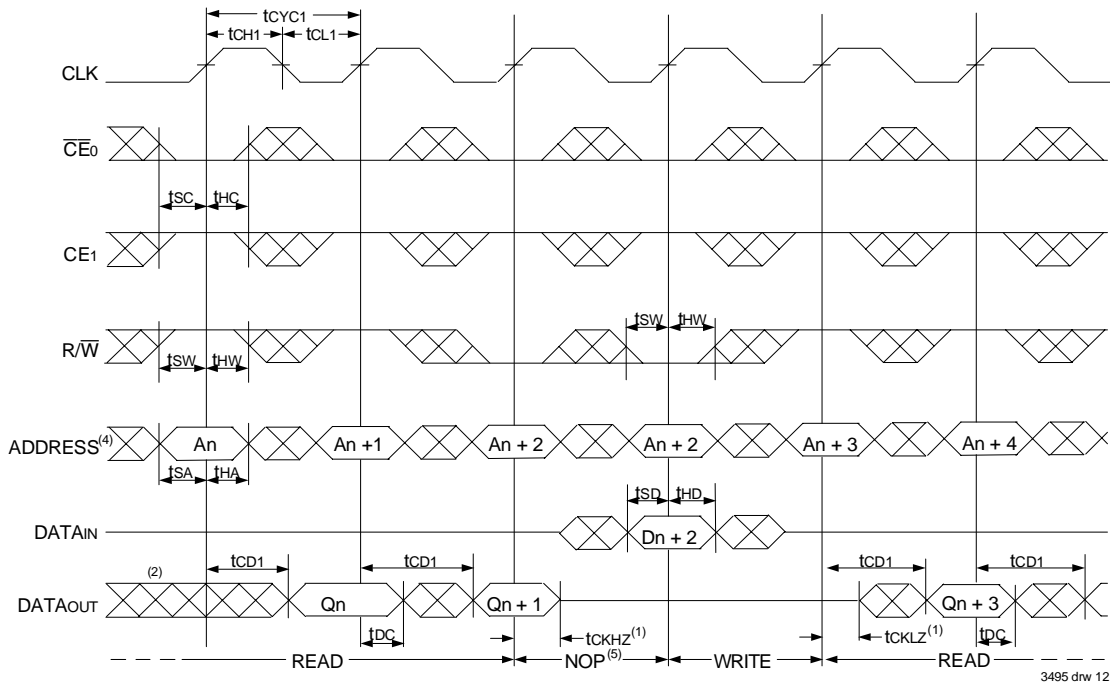 tCYC1
tCH1 tCL1
CLK
CE0
tSC tHC
CE1
tSW tHW
R/W
tSW tHW
ADDRESS(4) An An +1 An + 2 An + 2 An + 3 An + 4
tSA tHA
tSD tHD
DATAIN Dn + 2
(2) tCD1 tCD1 tCD1 tCD1
DATAOUT Qn Qn + 1 Qn + 3
tDC tCKHZ(1) tCKLZ(1) tDC
READ NOP(5) WRITE READ
3495 drw 12